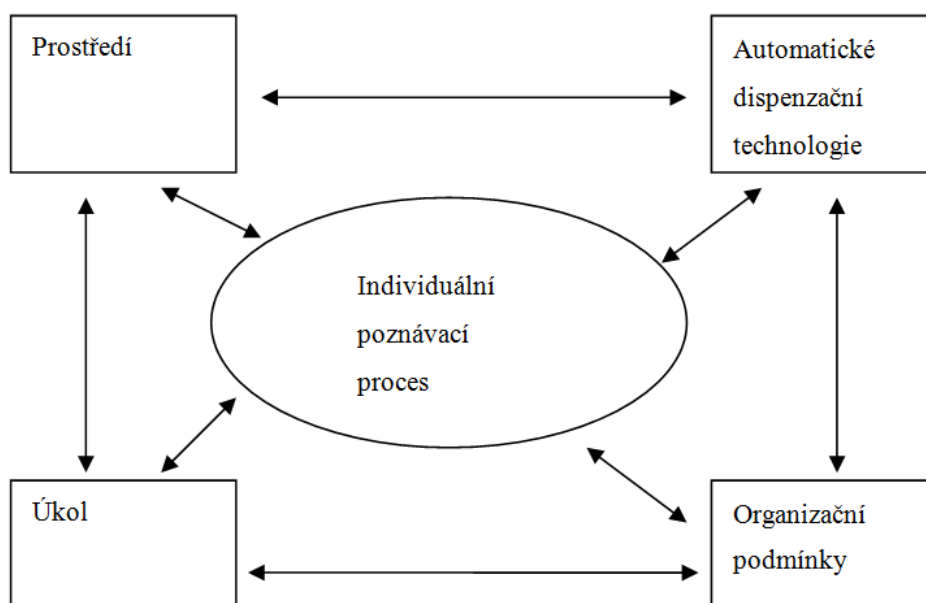 Prostředí
Automatické
dispenzační
technologie
Individuální
poznávací
proces
Úkol
Organizační
podmínky